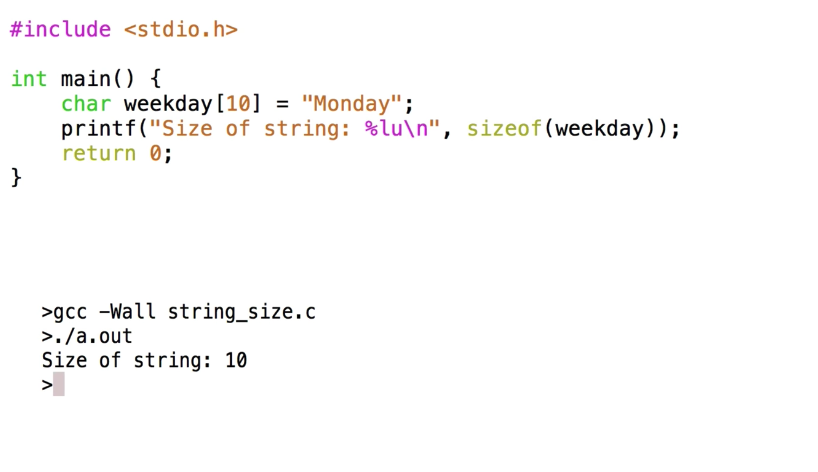 #include <stdio.h>
int main() {
    char weekday[10] = "Monday";
    printf("Size of string: %lu\n", sizeof(weekday));
    return 0;
}
>gcc -Wall string_size.c
>./a.out
Size of string: 10
>